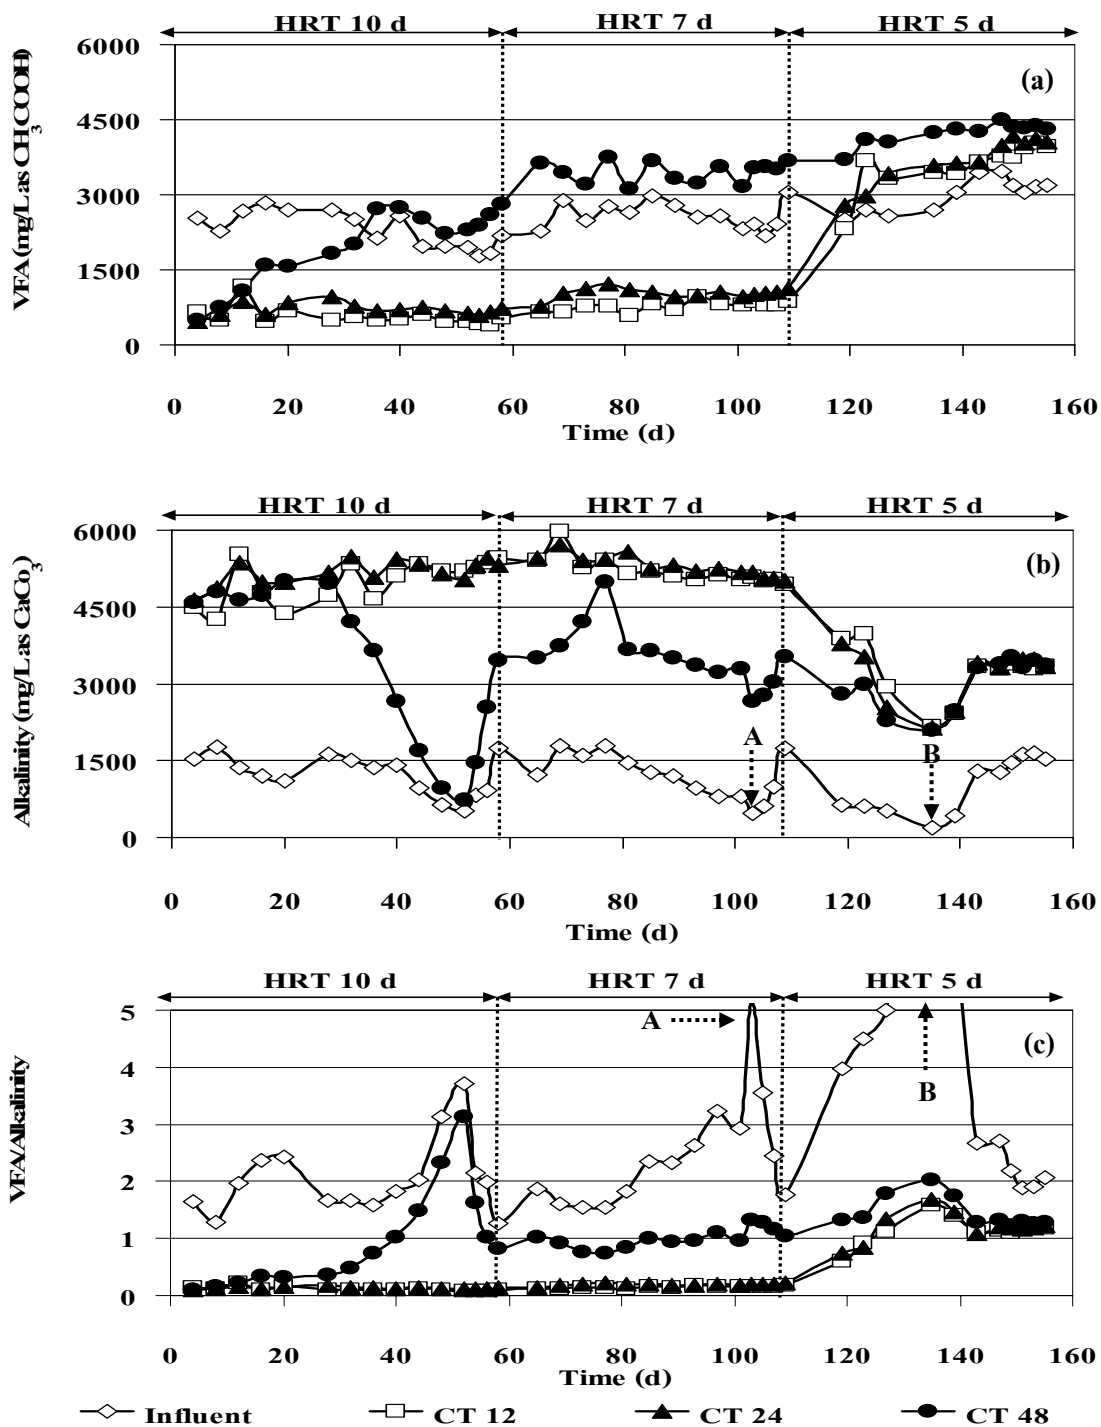 HRT 10 d HRT 7 d HRT 5 d
6000
(a)
4500
3000
1500
0
VFA (mg/L as CH3COOH)
0 20 40 60 80 100 120 140 160
Time (d)
HRT 10 d HRT 7 d HRT 5 d
6000
(b)
4500
3000
A
B
1500
0
Alkalinity (mg/L as CaCo3)
0 20 40 60 80 100 120 140 160
Time (d)
HRT 10 d HRT 7 d HRT 5 d
5
A
(c)
4
B
3
2
1
0
VFA/Alkalinity
0 20 40 60 80 100 120 140 160
Time (d)
Influent CT 12 CT 24 CT 48